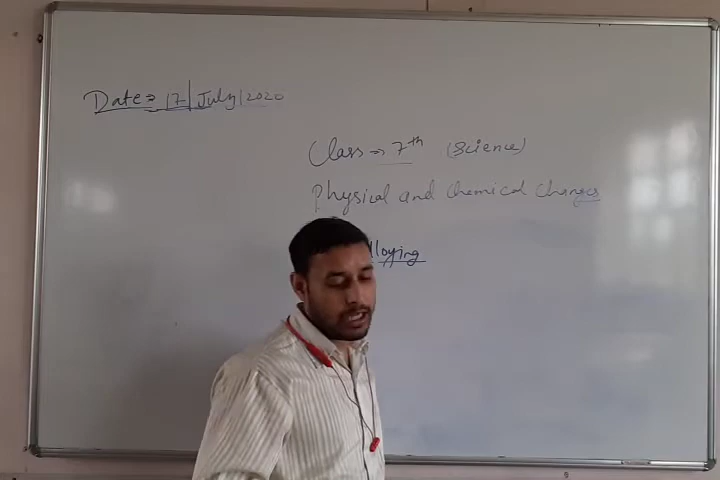 Date → 17/July/2020
Class → 7th (Science)
Physical and Chemical Changes
lloying